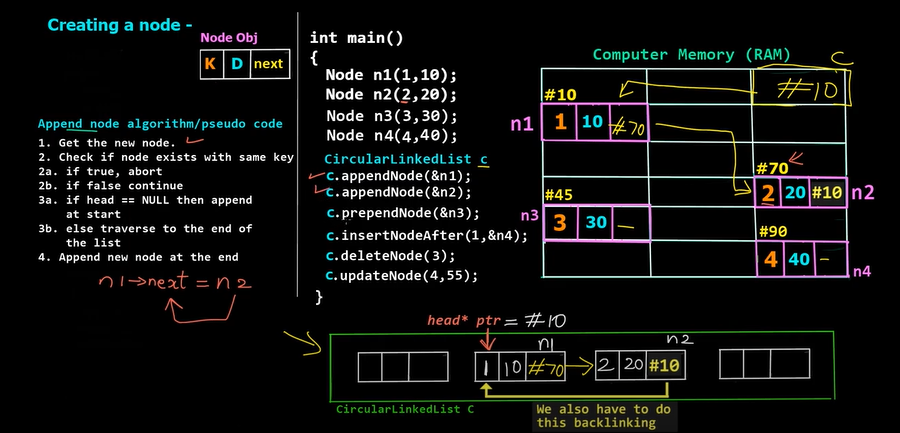 Creating a node -
Node Obj
K D next
Append node algorithm/pseudo code
1. Get the new node.
2. Check if node exists with same key
2a. if true, abort
2b. if false continue
3a. if head == NULL then append
at start
3b. else traverse to the end of
the list
4. Append new node at the end
n1→next = n2
int main()
{
Node n1(1,10);
Node n2(2,20);
Node n3(3,30);
Node n4(4,40);
CircularLinkedList c
c.appendNode(&n1);
c.appendNode(&n2);
c.prependNode(&n3);
c.insertNodeAfter(1,&n4);
c.deleteNode(3);
c.updateNode(4,55);
}
Computer Memory (RAM)
C
#10
#10
n1 1 10 #70
#70
2 20 #10 n2
#45
n3 3 30 -
#90
4 40 -
n4
head* ptr = #10
n1 n2
1 10 #70 2 20 #10
CircularLinkedList C
We also have to do
this backlinking